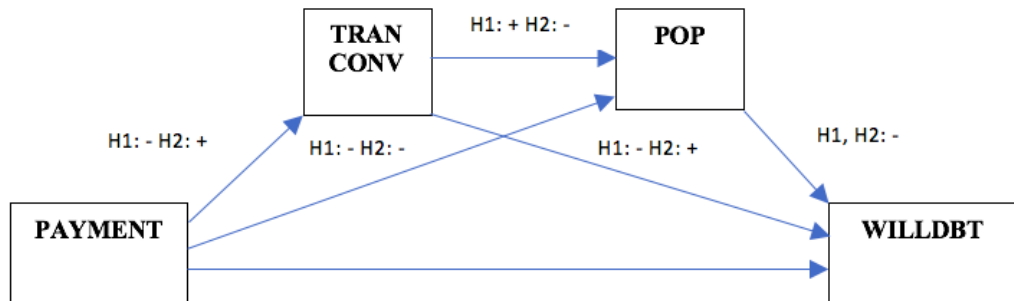 TRAN
CONV
H1: + H2: -
POP
H1: - H2: +
H1: - H2: -
H1: - H2: +
H1, H2: -
PAYMENT
WILLDBT